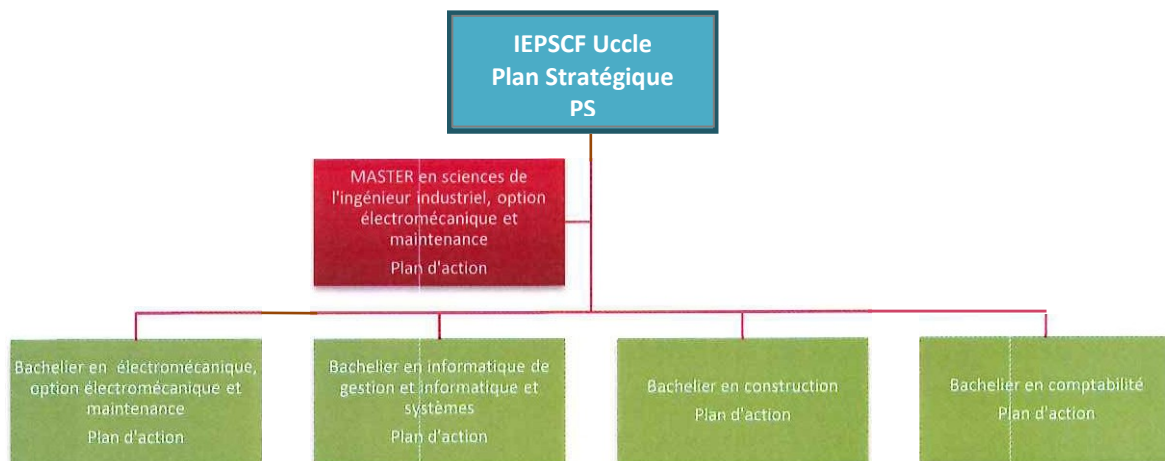 IEPSCF Uccle
Plan Stratégique
PS
MASTER en sciences de
l'ingénieur industriel, option
électromécanique et
maintenance
Plan d'action
Bachelier en électromécanique,
option électromécanique et
maintenance
Plan d'action
Bachelier en informatique de
gestion et informatique et
systèmes
Plan d'action
Bachelier en construction
Plan d'action
Bachelier en comptabilité
Plan d'action